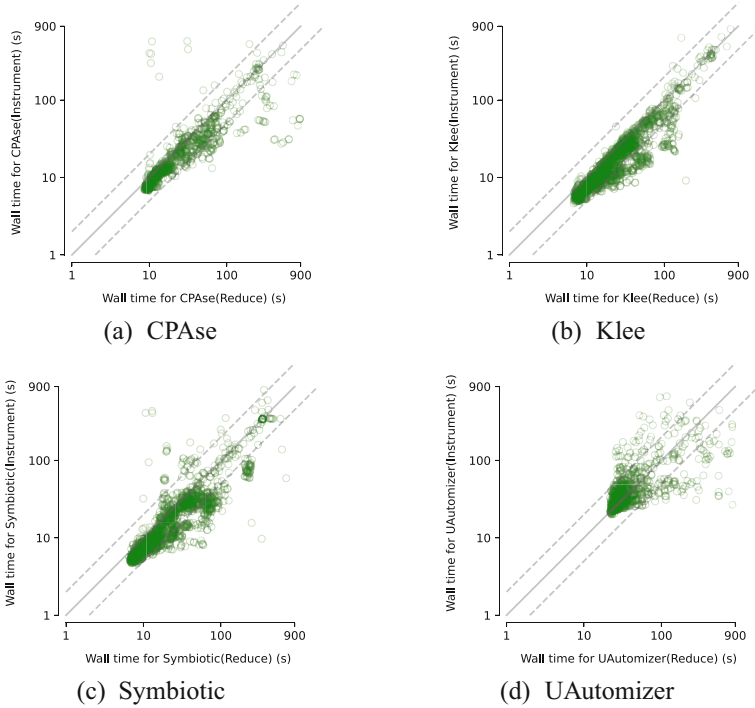 900
100
10
1
Wall time for CPAse(Instrument) (s)
1
10
100
900
Wall time for CPAse(Reduce) (s)
(a) CPAse
900
100
10
1
Wall time for Klee(Instrument) (s)
1
10
100
900
Wall time for Klee(Reduce) (s)
(b) Klee
900
100
10
1
Wall time for Symbiotic(Instrument) (s)
1
10
100
900
Wall time for Symbiotic(Reduce) (s)
(c) Symbiotic
900
100
10
1
Wall time for UAutomizer(Instrument) (s)
1
10
100
900
Wall time for UAutomizer(Reduce) (s)
(d) UAutomizer